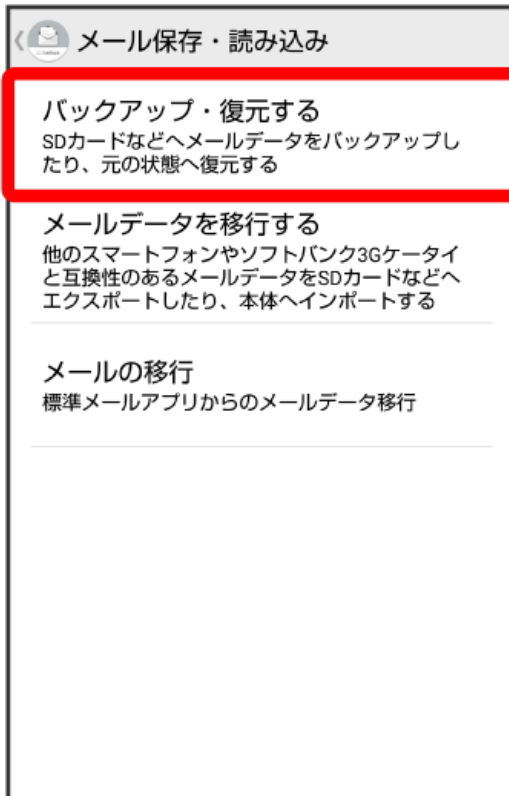 メール保存・読み込み
バックアップ・復元する
SDカードなどへメールデータをバックアップし
たり、元の状態へ復元する
メールデータを移行する
他のスマートフォンやソフトバンク3Gケータイ
と互換性のあるメールデータをSDカードなどへ
エクスポートしたり、本体へインポートする
メールの移行
標準メールアプリからのメールデータ移行